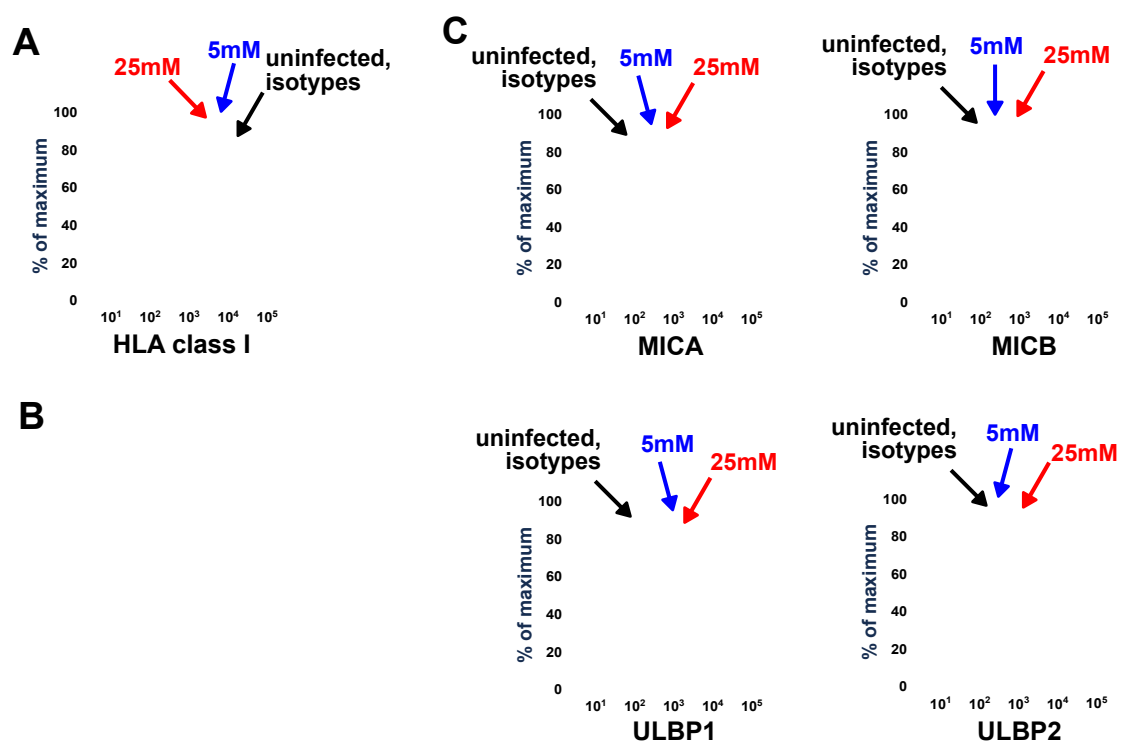 A
25mM
5mM
uninfected,
isotypes
100
80
60
40
20
0
% of maximum
10¹ 10² 10³ 10⁴ 10⁵
HLA class I
C
uninfected,
isotypes
5mM
25mM
100
80
60
40
20
0
% of maximum
10¹ 10² 10³ 10⁴ 10⁵
MICA
uninfected,
isotypes
5mM
25mM
100
80
60
40
20
0
% of maximum
10¹ 10² 10³ 10⁴ 10⁵
MICB
B
uninfected,
isotypes
5mM
25mM
100
80
60
40
20
0
% of maximum
10¹ 10² 10³ 10⁴ 10⁵
ULBP1
uninfected,
isotypes
5mM
25mM
100
80
60
40
20
0
% of maximum
10¹ 10² 10³ 10⁴ 10⁵
ULBP2